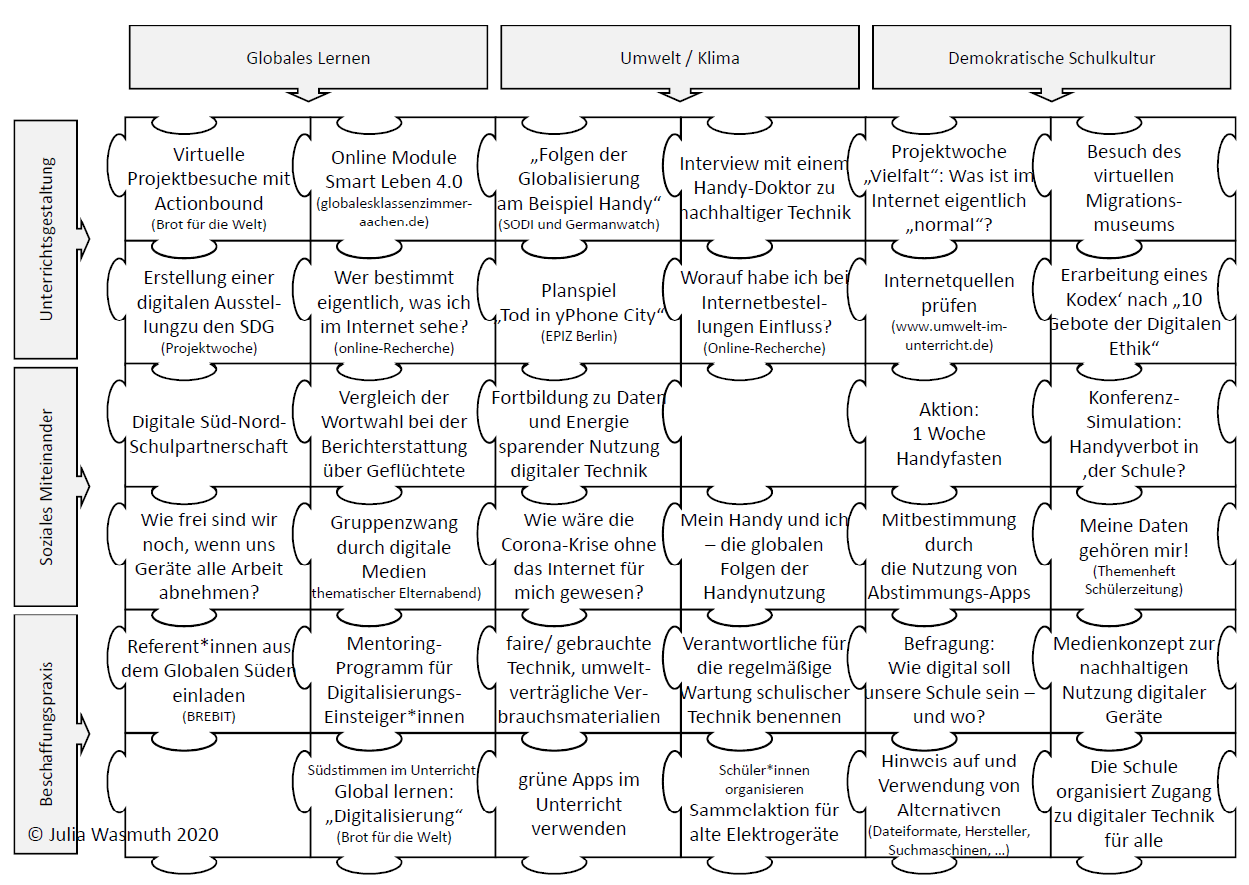 Globales Lernen
Umwelt / Klima
Demokratische Schulkultur
Unterrichtsgestaltung
Virtuelle
Projektbesuche mit
Actionbound
(Brot für die Welt)
Online Module
Smart Leben 4.0
(globalesklassenzimmer-
aachen.de)
„Folgen der
Globalisierung
am Beispiel Handy“
(SODI und Germanwatch)
Interview mit einem
Handy-Doktor zu
nachhaltiger Technik
Projektwoche
„Vielfalt“: Was ist im
Internet eigentlich
„normal“?
Besuch des
virtuellen
Migrations-
museums
Erstellung einer
digitalen Ausstel-
lungzu den SDG
(Projektwoche)
Wer bestimmt
eigentlich, was ich
im Internet sehe?
(online-Recherche)
Planspiel
„Tod in yPhone City“
(EPIZ Berlin)
Worauf habe ich bei
Internetbestel-
lungen Einfluss?
(Online-Recherche)
Internetquellen
prüfen
(www.umwelt-im-
unterricht.de)
Erarbeitung eines
Kodex‘ nach „10
Gebote der Digitalen
Ethik“
Soziales Miteinander
Digitale Süd-Nord-
Schulpartnerschaft
Vergleich der
Wortwahl bei der
Berichterstattung
über Geflüchtete
Fortbildung zu Daten
und Energie
sparender Nutzung
digitaler Technik
Aktion:
1 Woche
Handyfasten
Konferenz-
Simulation:
Handyverbot in
‚der Schule?
Wie frei sind wir
noch, wenn uns
Geräte alle Arbeit
abnehmen?
Gruppenzwang
durch digitale
Medien
thematischer Elternabend)
Wie wäre die
Corona-Krise ohne
das Internet für
mich gewesen?
Mein Handy und ich
– die globalen
Folgen der
Handynutzung
Mitbestimmung
durch
die Nutzung von
Abstimmungs-Apps
Meine Daten
gehören mir!
(Themenheft
Schülerzeitung)
Beschaffungspraxis
Referent*innen aus
dem Globalen Süden
einladen
(BREBIT)
Mentoring-
Programm für
Digitalisierungs-
Einsteiger*innen
faire/ gebrauchte
Technik, umwelt-
verträgliche Ver-
brauchsmaterialien
Verantwortliche für
die regelmäßige
Wartung schulischer
Technik benennen
Befragung:
Wie digital soll
unsere Schule sein –
und wo?
Medienkonzept zur
nachhaltigen
Nutzung digitaler
Geräte
Südstimmen im Unterricht
Global lernen:
„Digitalisierung“
(Brot für die Welt)
grüne Apps im
Unterricht
verwenden
Schüler*innen
organisieren
Sammelaktion für
alte Elektrogeräte
Hinweis auf und
Verwendung von
Alternativen
(Dateiformate, Hersteller,
Suchmaschinen, …)
Die Schule
organisiert Zugang
zu digitaler Technik
für alle
© Julia Wasmuth 2020